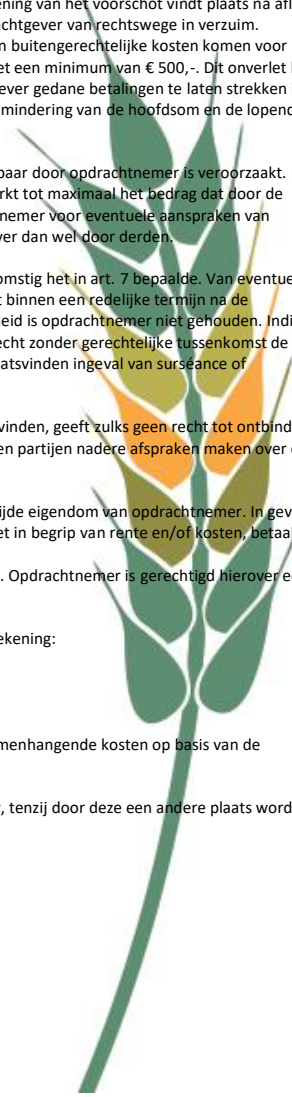 ening van het voorschot vindt plaats na afl
chtgever van rechtswege in verzuim.
n buitengerechtelijke kosten komen voor
et een minimum van € 500,-. Dit onverlet
ever gedane betalingen te laten strekken
mindering van de hoofdsom en de lopend
baar door opdrachtnemer is veroorzaakt.
rkt tot maximaal het bedrag dat door de
nemer voor eventuele aanspraken van
ver dan wel door derden.
omstig het in art. 7 bepaalde. Van eventue
t binnen een redelijke termijn na de
heid is opdrachtnemer niet gehouden. Indi
echt zonder gerechtelijke tussenkomst de
atsvinden ingeval van surséance of
vinden, geeft zulks geen recht tot ontbind
en partijen nadere afspraken maken over
ijde eigendom van opdrachtnemer. In gev
et in begrip van rente en/of kosten, betaal
. Opdrachtnemer is gerechtigd hierover e
ekening:
menhangende kosten op basis van de
, tenzij door deze een andere plaats word